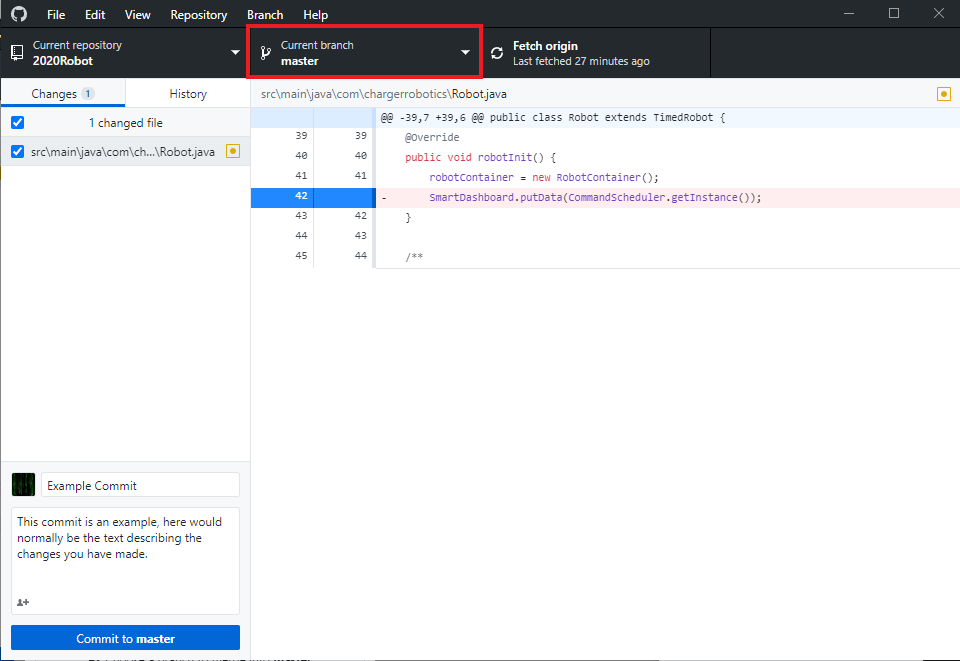 File Edit View Repository Branch Help
Current repository
2020Robot
Current branch
master
Fetch origin
Last fetched 27 minutes ago
Changes 1
History
src\main\java\com\chargerrobotics\Robot.java
1 changed file
src\main\java\com\ch...\Robot.java
@@ -39,7 +39,6 @@ public class Robot extends TimedRobot {
39 39 @Override
40 40 public void robotInit() {
41 41 robotContainer = new RobotContainer();
42 - SmartDashboard.putData(CommandScheduler.getInstance());
43 42 }
44 43
45 44 /**
Example Commit
This commit is an example, here would
normally be the text describing the
changes you have made.
Commit to master